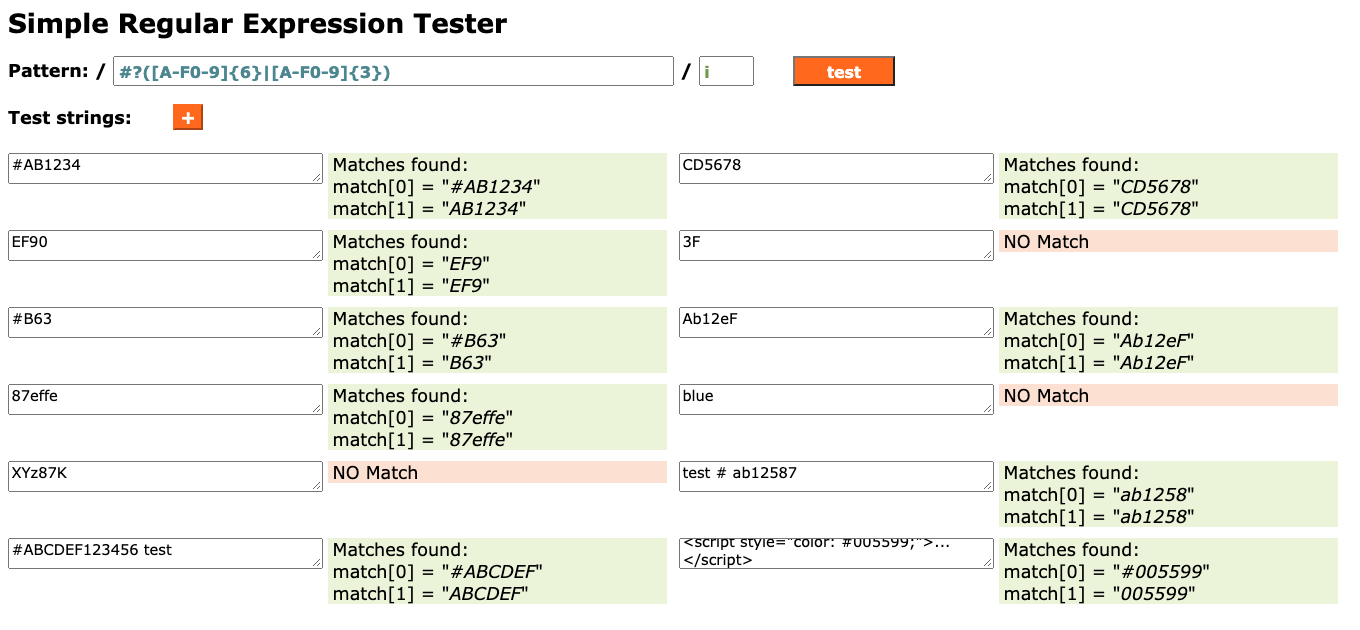 Simple Regular Expression Tester
Pattern: / #?([A-F0-9]{6}|[A-F0-9]{3}) / i test
Test strings: +
#AB1234
Matches found:
match[0] = "#AB1234"
match[1] = "AB1234"
CD5678
Matches found:
match[0] = "CD5678"
match[1] = "CD5678"
EF90
Matches found:
match[0] = "EF9"
match[1] = "EF9"
3F
NO Match
#B63
Matches found:
match[0] = "#B63"
match[1] = "B63"
Ab12eF
Matches found:
match[0] = "Ab12eF"
match[1] = "Ab12eF"
87effe
Matches found:
match[0] = "87effe"
match[1] = "87effe"
blue
NO Match
XYz87K
NO Match
test # ab12587
Matches found:
match[0] = "ab1258"
match[1] = "ab1258"
#ABCDEF123456 test
Matches found:
match[0] = "#ABCDEF"
match[1] = "ABCDEF"
<script style="color: #005599;">...
</script>
Matches found:
match[0] = "#005599"
match[1] = "005599"